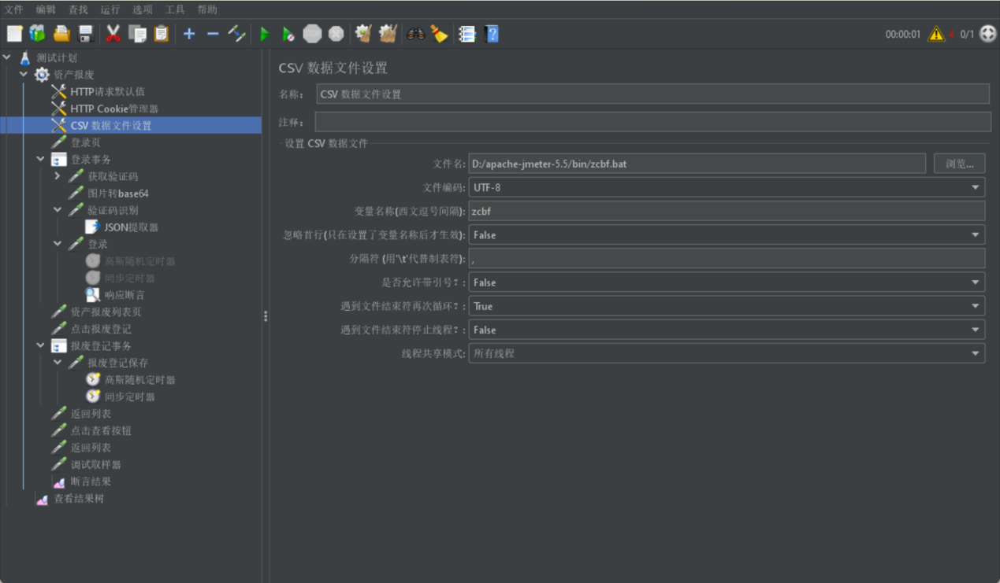 文件 编辑 查找 运行 选项 工具 帮助
00:00:01 4 0/1
测试计划
资产报废
HTTP请求默认值
HTTP Cookie管理器
CSV 数据文件设置
登录页
登录事务
获取验证码
图片转base64
验证码识别
JSON提取器
登录
高斯随机定时器
同步定时器
响应断言
资产报废列表页
点击报废登记
报废登记事务
报废登记保存
高斯随机定时器
同步定时器
返回列表
点击查看按钮
返回列表
调试取样器
断言结果
查看结果树
CSV 数据文件设置
名称: CSV 数据文件设置
注释:
设置 CSV 数据文件
文件名: D:/apache-jmeter-5.5/bin/zcbf.bat 浏览...
文件编码: UTF-8
变量名称(西文逗号间隔): zcbf
忽略首行(只在设置了变量名称后才生效): False
分隔符 (用'\t'代替制表符): ,
是否允许带引号? : False
遇到文件结束符再次循环? : True
遇到文件结束符停止线程? : False
线程共享模式: 所有线程